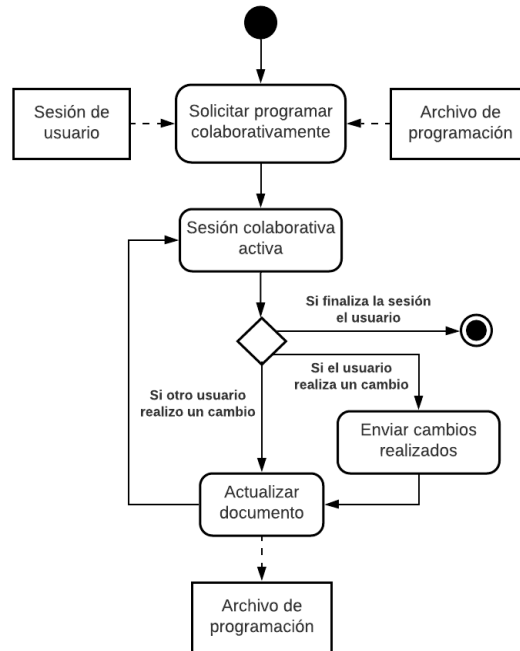 Sesión de
usuario
Solicitar programar
colaborativamente
Archivo de
programación
Sesión colaborativa
activa
Si finaliza la sesión
el usuario
Si el usuario
realiza un cambio
Si otro usuario
realizo un cambio
Enviar cambios
realizados
Actualizar
documento
Archivo de
programación